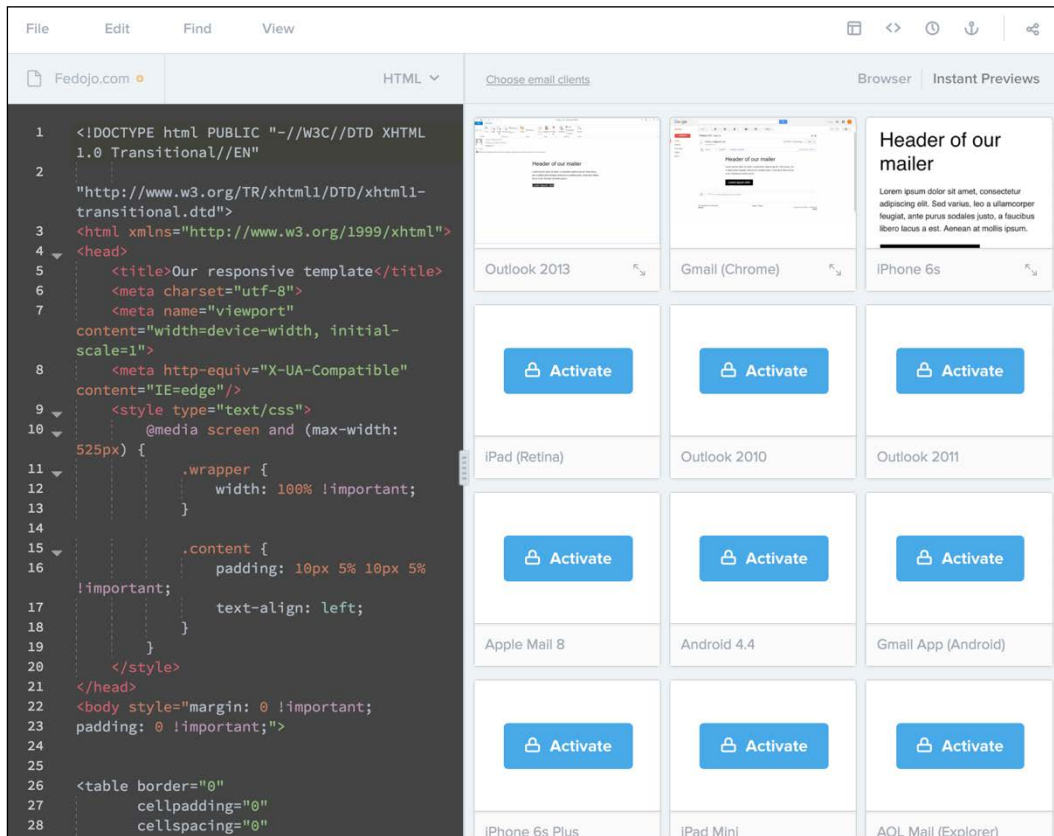 File Edit Find View
Fedojo.com HTML
Choose email clients Browser Instant Previews
1 <!DOCTYPE html PUBLIC "-//W3C//DTD XHTML
1.0 Transitional//EN"
2
"http://www.w3.org/TR/xhtml1/DTD/xhtml1-
transitional.dtd">
3 <html xmlns="http://www.w3.org/1999/xhtml">
4 <head>
5 <title>Our responsive template</title>
6 <meta charset="utf-8">
7 <meta name="viewport"
content="width=device-width, initial-
scale=1">
8 <meta http-equiv="X-UA-Compatible"
content="IE=edge"/>
9 <style type="text/css">
10 @media screen and (max-width:
525px) {
11 .wrapper {
12 width: 100% !important;
13 }
14
15 .content {
16 padding: 10px 5% 10px 5%
!important;
17 text-align: left;
18 }
19 }
20 </style>
21 </head>
22 <body style="margin: 0 !important;
23 padding: 0 !important;">
24
25
26 <table border="0"
27 cellpadding="0"
28 cellspacing="0"
Header of our mailer
Google
Header of our mailer
Header of our
mailer
Lorem ipsum dolor sit amet, consectetur
adipiscing elit. Sed varius, leo a ullamcorper
feugiat, ante purus sodales justo, a faucibus
libero lacus a est. Aenean at mollis ipsum.
Outlook 2013 Gmail (Chrome) iPhone 6s
Activate Activate Activate
iPad (Retina) Outlook 2010 Outlook 2011
Activate Activate Activate
Apple Mail 8 Android 4.4 Gmail App (Android)
Activate Activate Activate
iPhone 6s Plus iPad Mini AOL Mail (Explorer)